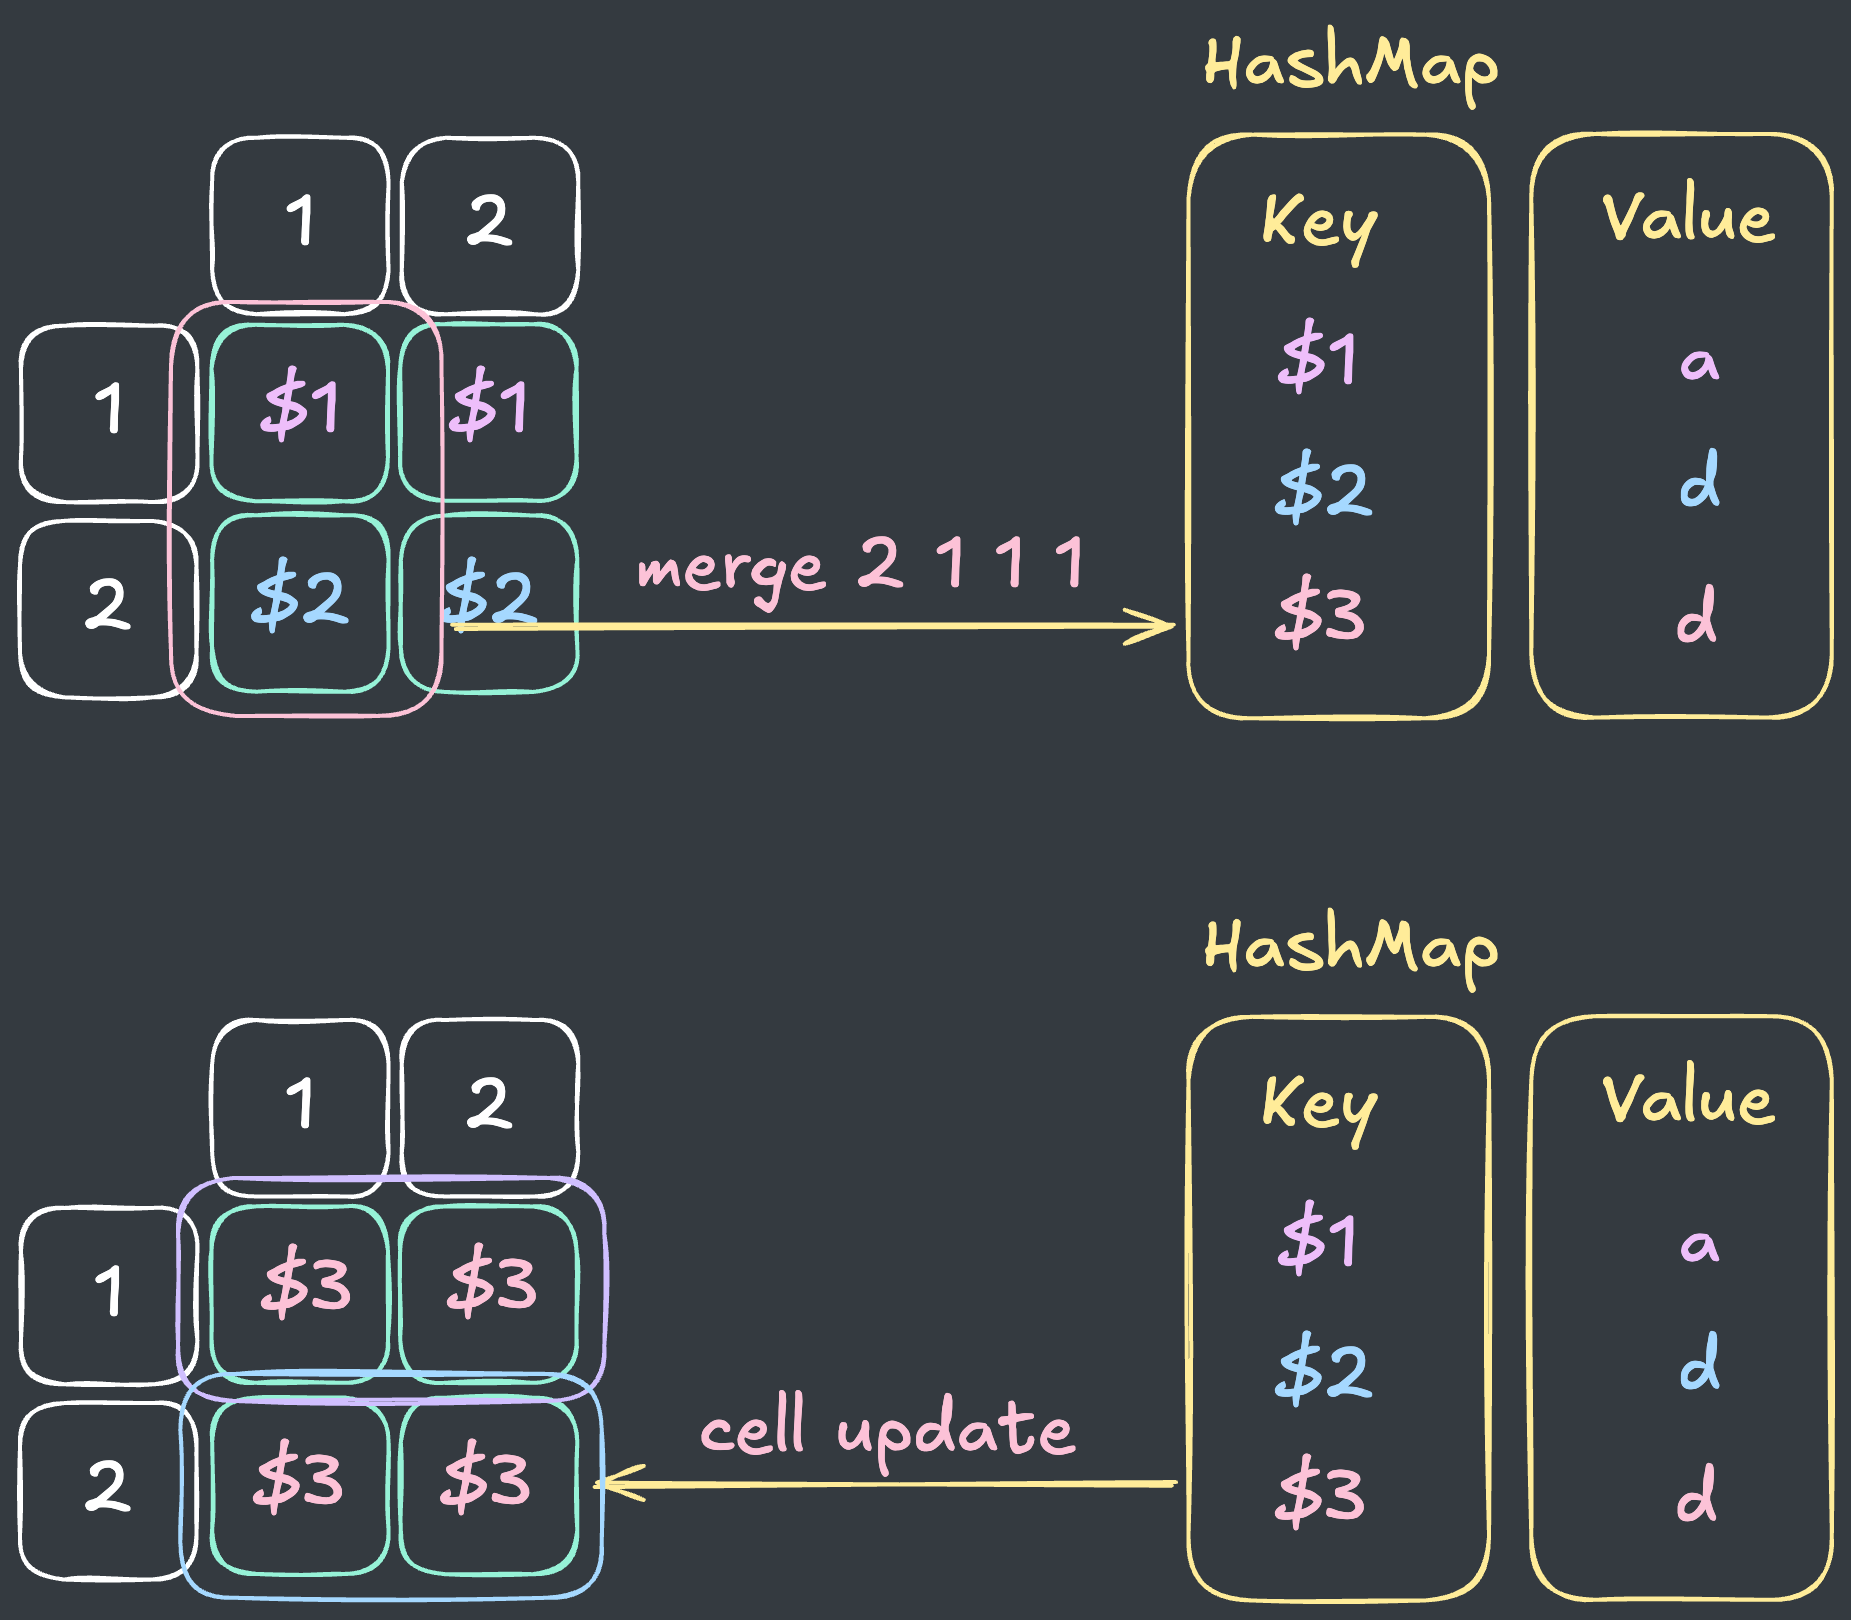 HashMap
1 2 Key Value
1 $1 $1 $1 a
$2 d
2 $2 $2 merge 2 1 1 1 $3 d
HashMap
1 2 Key Value
1 $3 $3 $1 a
$2 d
cell update
2 $3 $3 $3 d